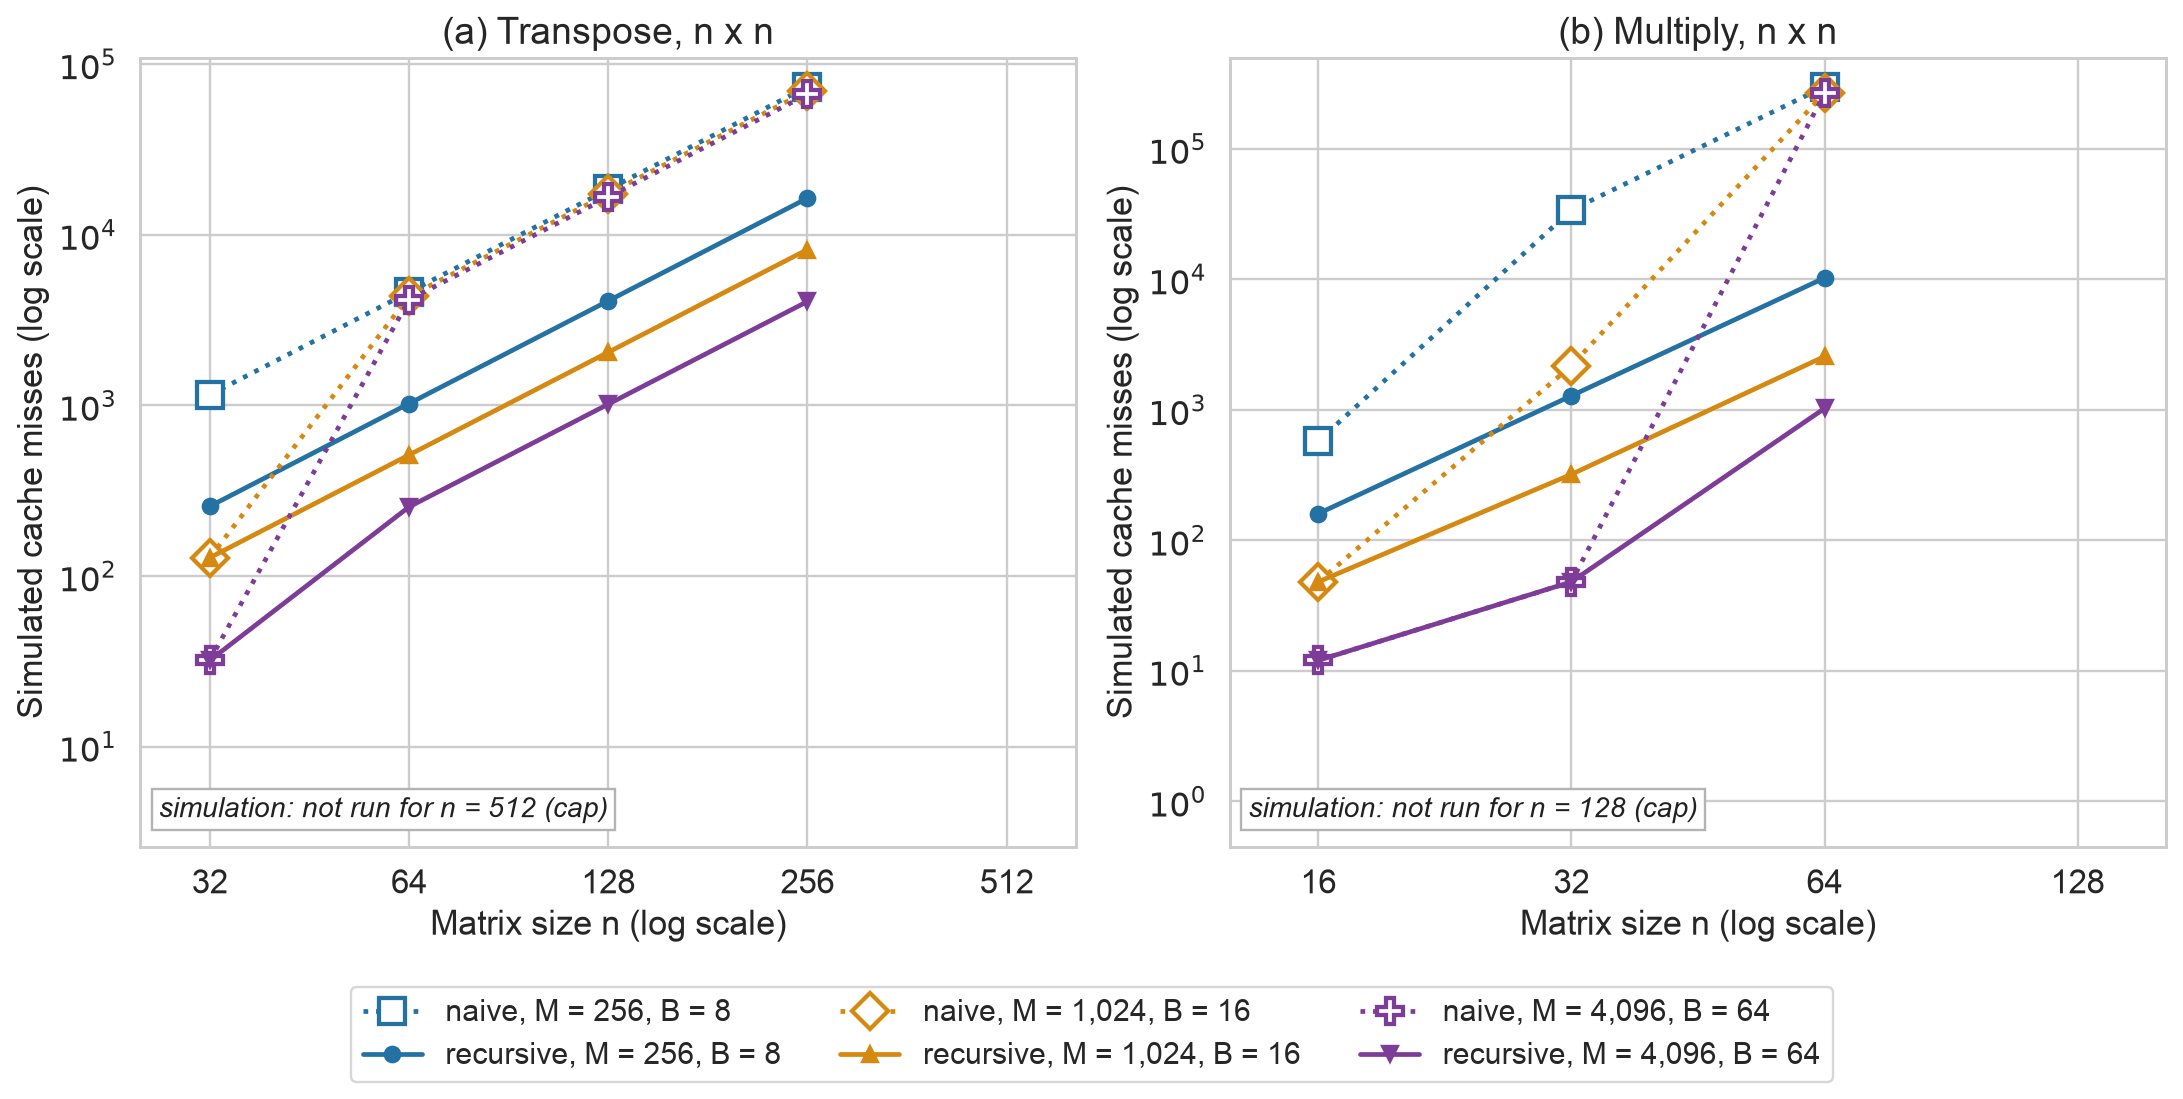 (a) Transpose, n x n
Simulated cache misses (log scale)
10^5
10^4
10^3
10^2
10^1
simulation: not run for n = 512 (cap)
32 64 128 256 512
Matrix size n (log scale)
(b) Multiply, n x n
Simulated cache misses (log scale)
10^5
10^4
10^3
10^2
10^1
10^0
simulation: not run for n = 128 (cap)
16 32 64 128
Matrix size n (log scale)
naive, M = 256, B = 8
recursive, M = 256, B = 8
naive, M = 1,024, B = 16
recursive, M = 1,024, B = 16
naive, M = 4,096, B = 64
recursive, M = 4,096, B = 64